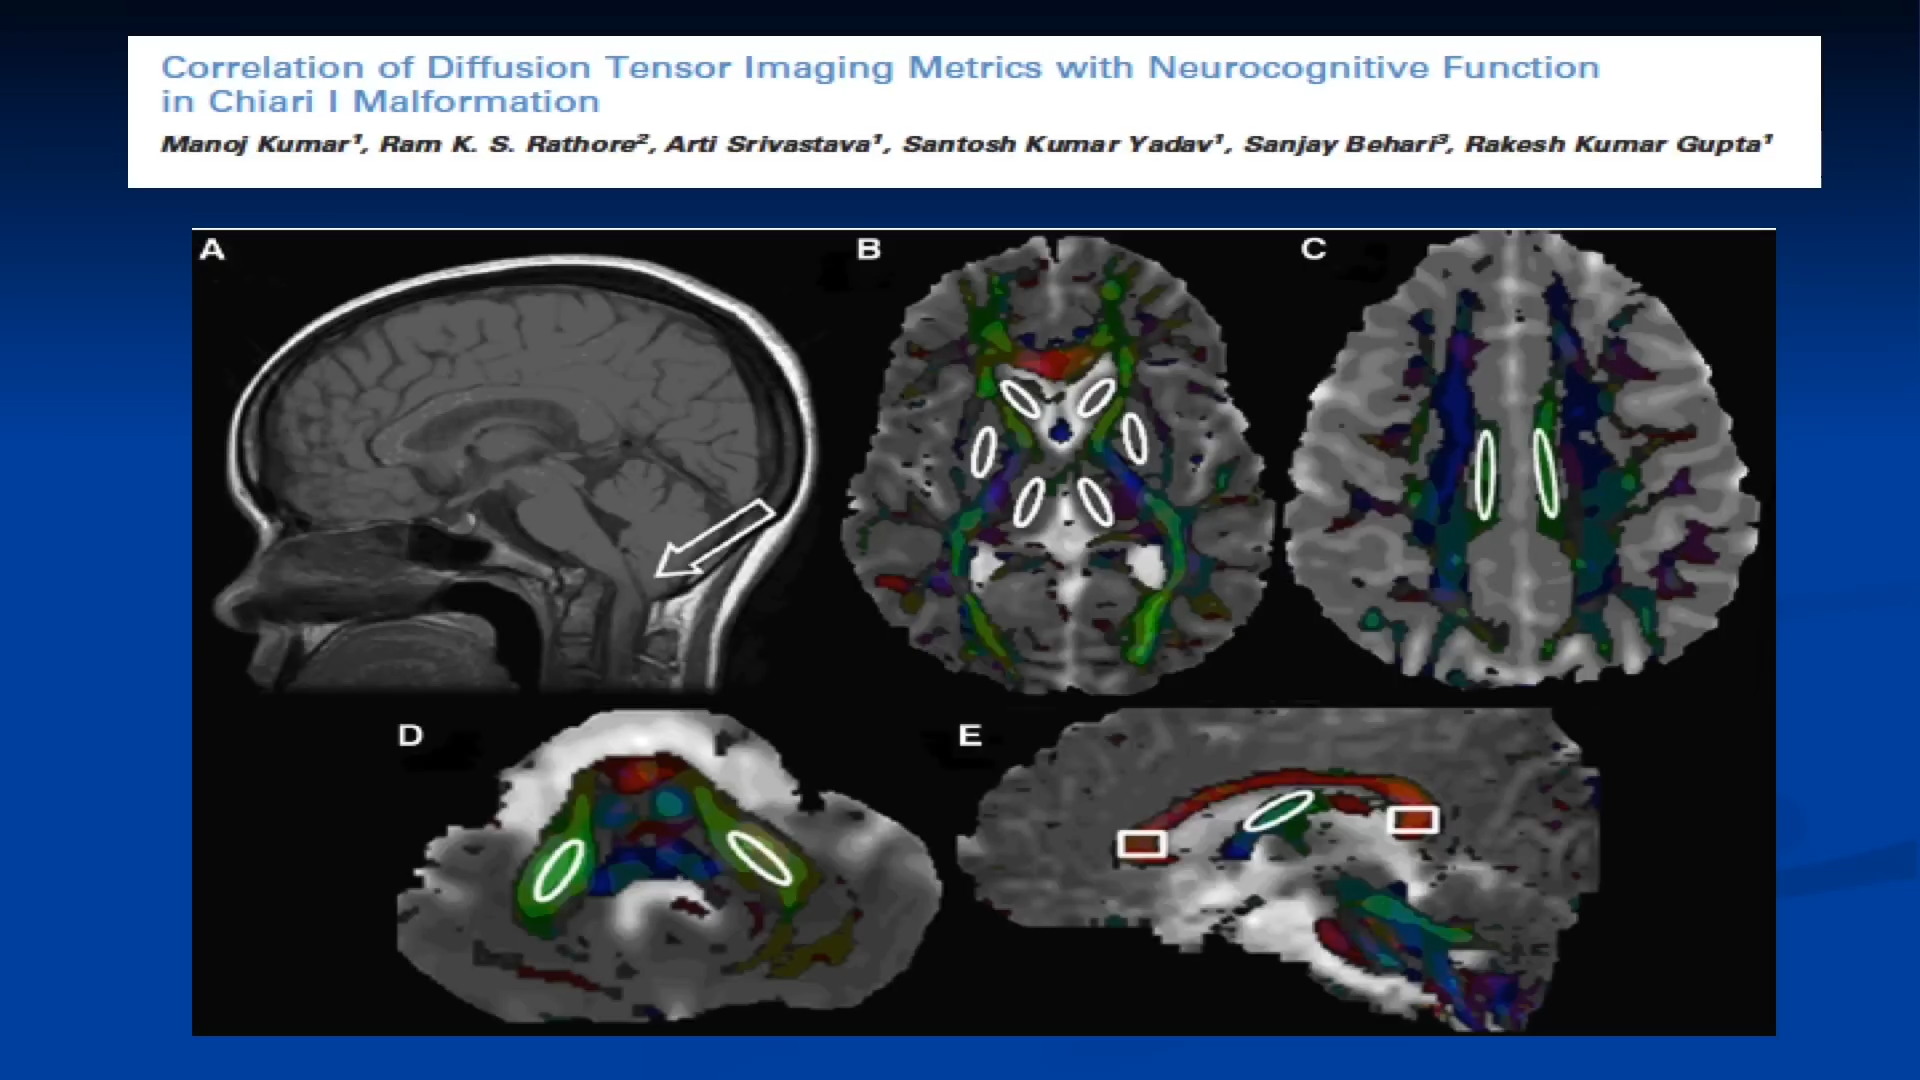 Correlation of Diffusion Tensor Imaging Metrics with Neurocognitive Function
in Chiari I Malformation
Manoj Kumar¹, Ram K. S. Rathore², Arti Srivastava¹, Santosh Kumar Yadav¹, Sanjay Behari³, Rakesh Kumar Gupta¹
A
B
C
D
E